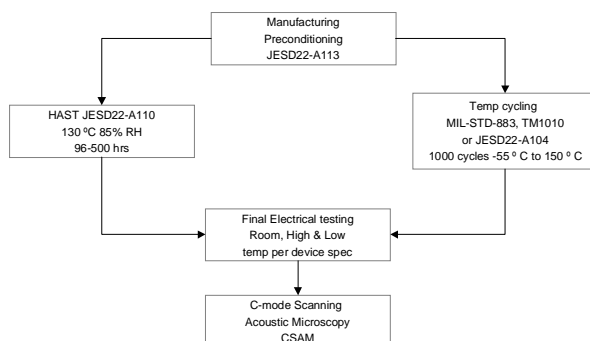 Manufacturing
Preconditioning
JESD22-A113
HAST JESD22-A110
130 ºC 85% RH
96-500 hrs
Temp cycling
MIL-STD-883, TM1010
or JESD22-A104
1000 cycles -55 º C to 150 º C
Final Electrical testing
Room, High & Low
temp per device spec
C-mode Scanning
Acoustic Microscopy
CSAM